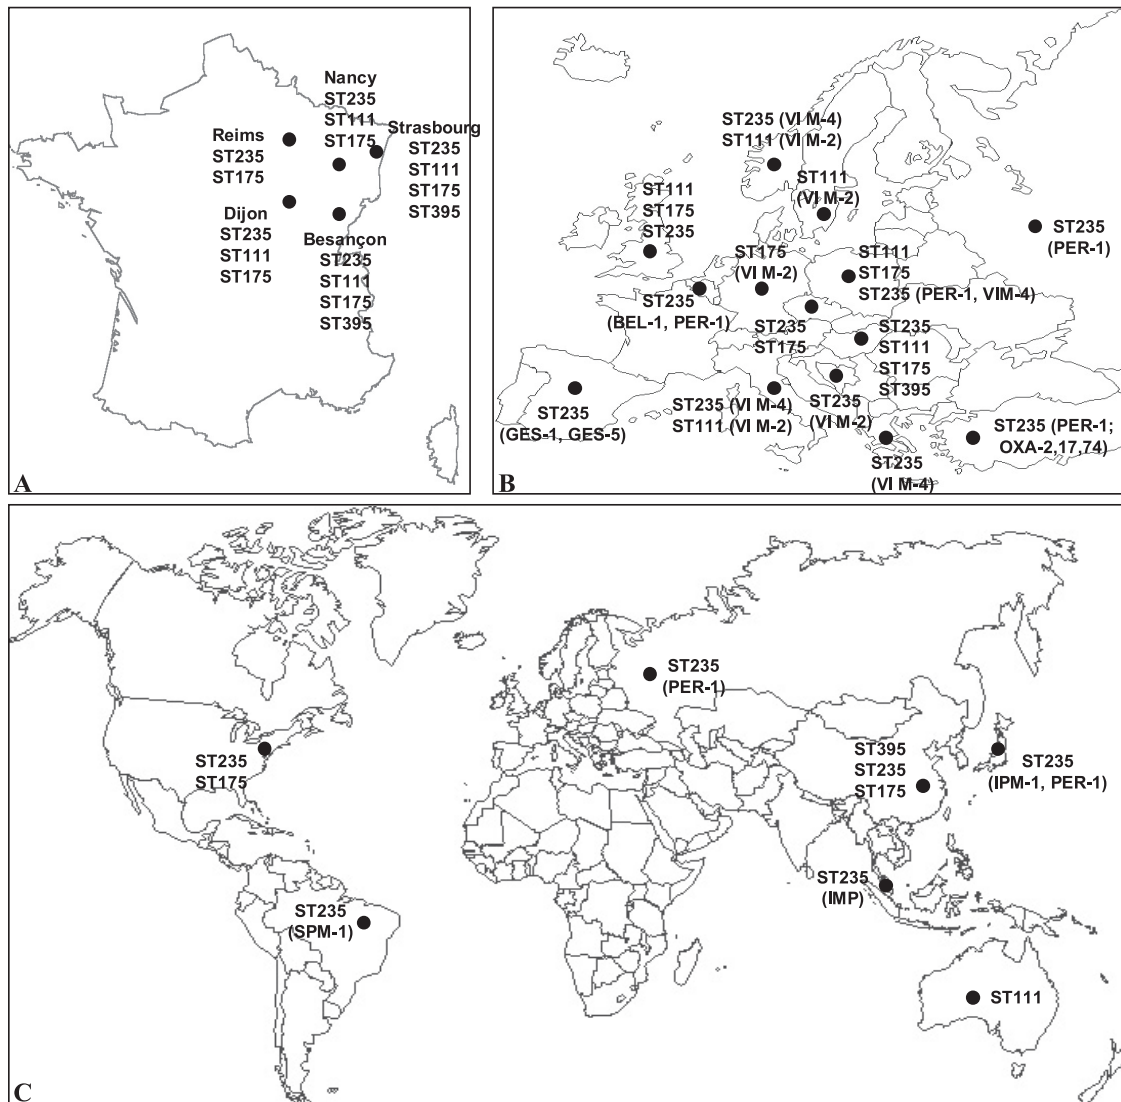 Nancy
ST235
ST111
ST175
Strasbourg
ST235
ST111
ST175
ST395
Reims
ST235
ST175
Dijon
ST235
ST111
ST175
Besançon
ST235
ST111
ST175
ST395
A
ST235 (VI M-4)
ST111 (VI M-2)
ST111
(VI M-2)
ST111
ST175
ST235
ST235
(PER-1)
ST175
(VI M-2)
ST111
ST175
ST235 (PER-1, VIM-4)
ST235
(BEL-1, PER-1)
ST235
ST175
ST235
ST111
ST175
ST395
ST235
(GES-1, GES-5)
ST235 (VI M-4)
ST111 (VI M-2)
ST235
(VI M-2)
ST235 (PER-1;
OXA-2,17,74)
ST235
(VI M-4)
B
ST235
(PER-1)
ST235
ST175
ST395
ST235
ST175
ST235
(IPM-1, PER-1)
ST235
(IMP)
ST235
(SPM-1)
ST111
C